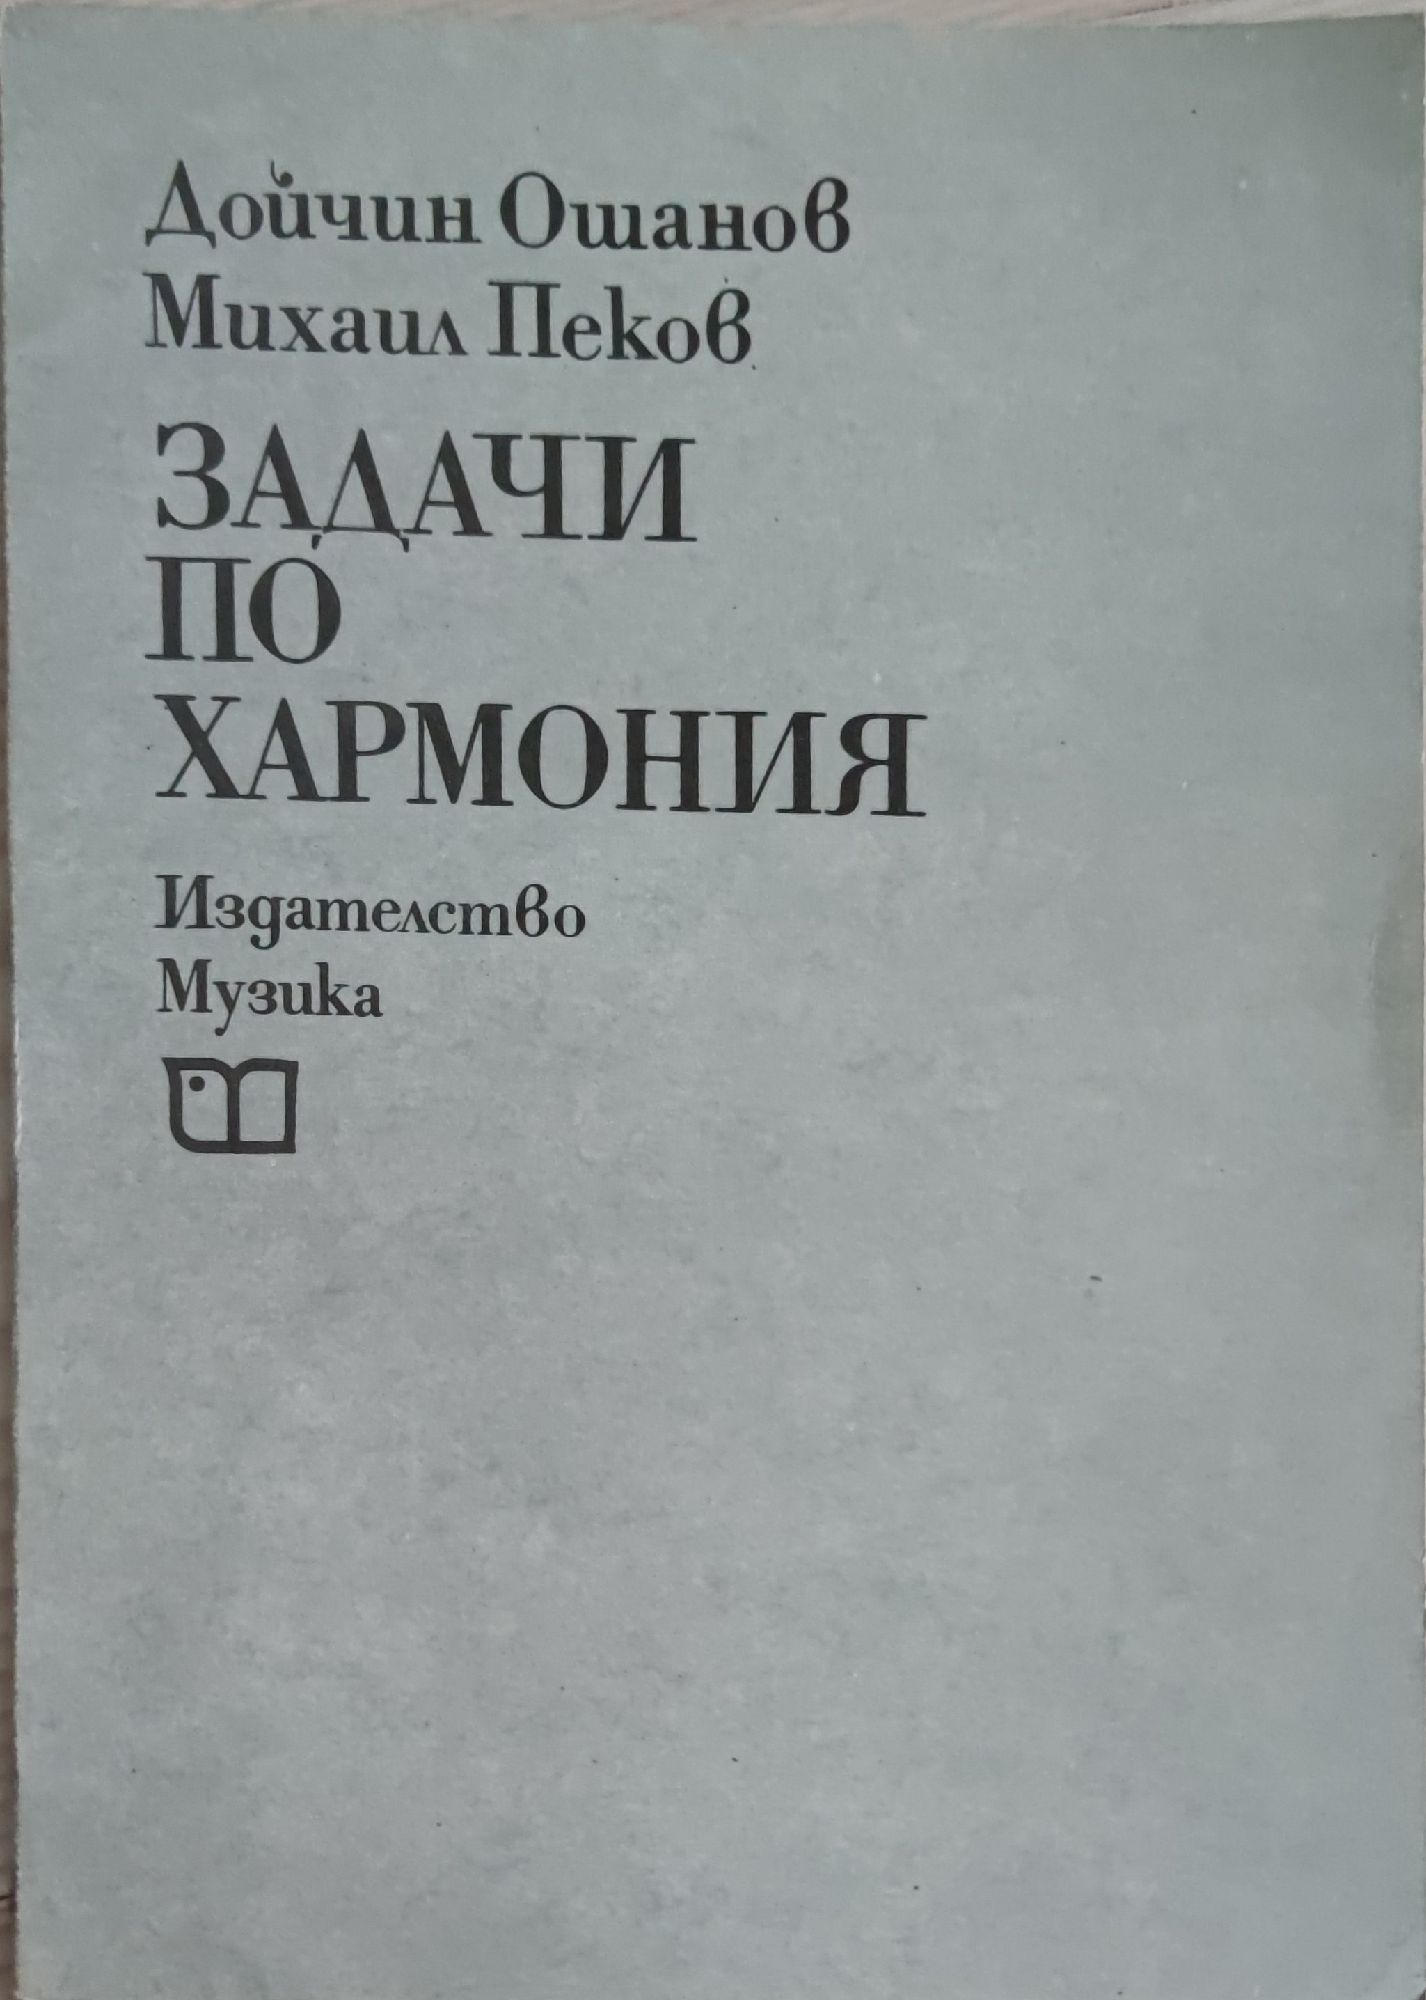 Дойчин Ошанов
Михаил Пеков
ЗАДАЧИ
ПО
ХАРМОНИЯ
Издателство
Музика